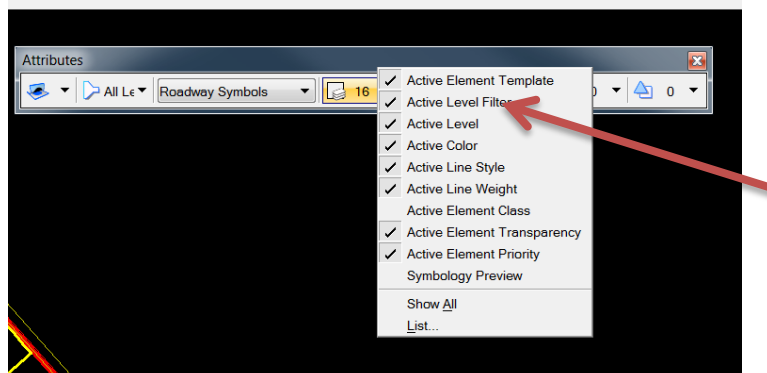 Attributes
All Le Roadway Symbols 16 0 0
Active Element Template
Active Level Filter
Active Level
Active Color
Active Line Style
Active Line Weight
Active Element Class
Active Element Transparency
Active Element Priority
Symbology Preview
Show All
List...